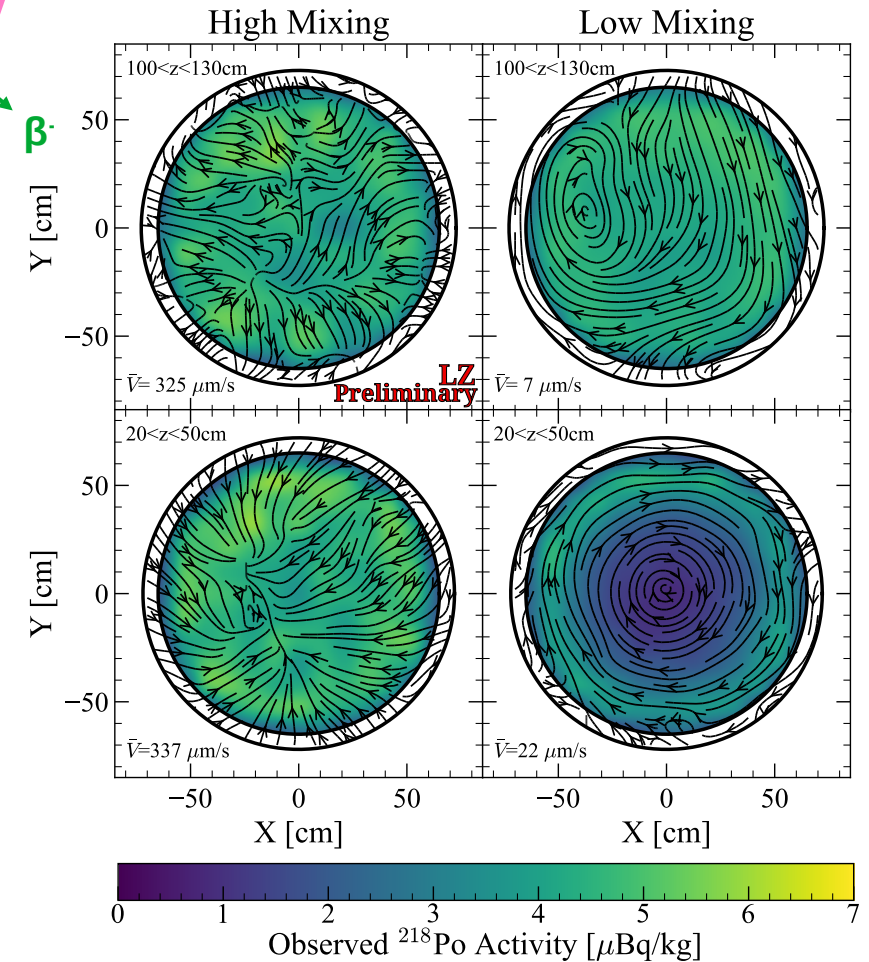 High Mixing
Low Mixing
100<z<130cm
100<z<130cm
β-
50
0
−50
Y [cm]
V̄= 325 μm/s
LZ
Preliminary
V̄= 7 μm/s
20<z<50cm
20<z<50cm
50
0
−50
Y [cm]
V̄=337 μm/s
V̄=22 μm/s
−50 0 50
−50 0 50
X [cm]
X [cm]
0 1 2 3 4 5 6 7
Observed ²¹⁸Po Activity [μBq/kg]